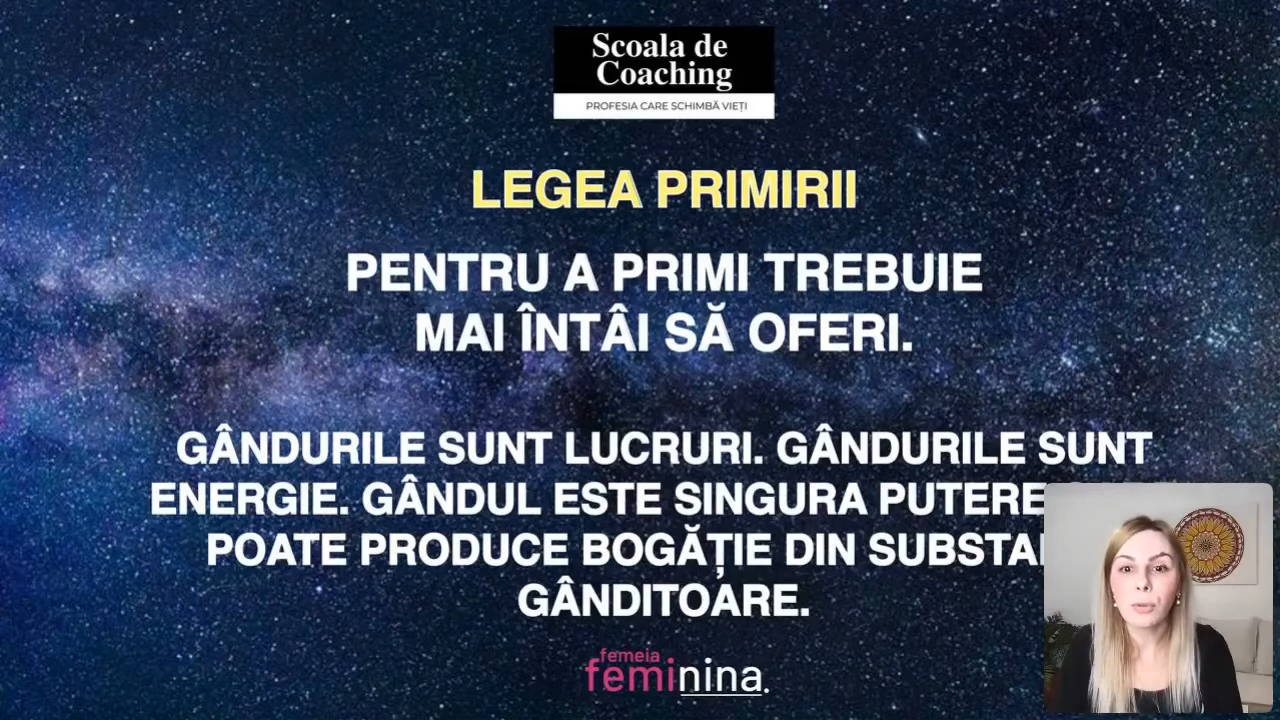 Scoala de
Coaching
PROFESIA CARE SCHIMBĂ VIEȚI
LEGEA PRIMIRII
PENTRU A PRIMI TREBUIE
MAI ÎNTÂI SĂ OFERI.
GÂNDURILE SUNT LUCRURI. GÂNDURILE SUNT
ENERGIE. GÂNDUL ESTE SINGURA PUTERE
POATE PRODUCE BOGĂȚIE DIN
GÂNDITOARE.
femeia
feminina.